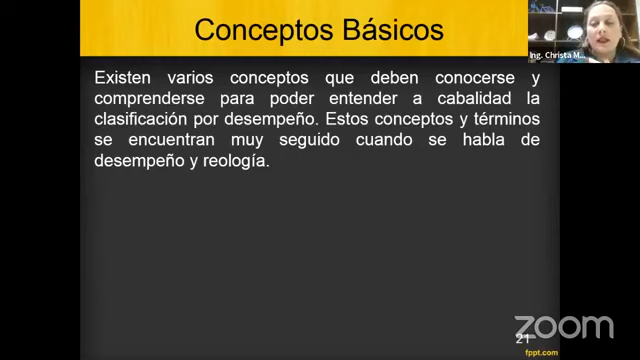 Conceptos Básicos
Ing. Christa M...
Existen varios conceptos que deben conocerse y
comprenderse para poder entender a cabalidad la
clasificación por desempeño. Estos conceptos y términos
se encuentran muy seguido cuando se habla de
desempeño y reología.
zoom
21
fppt.com